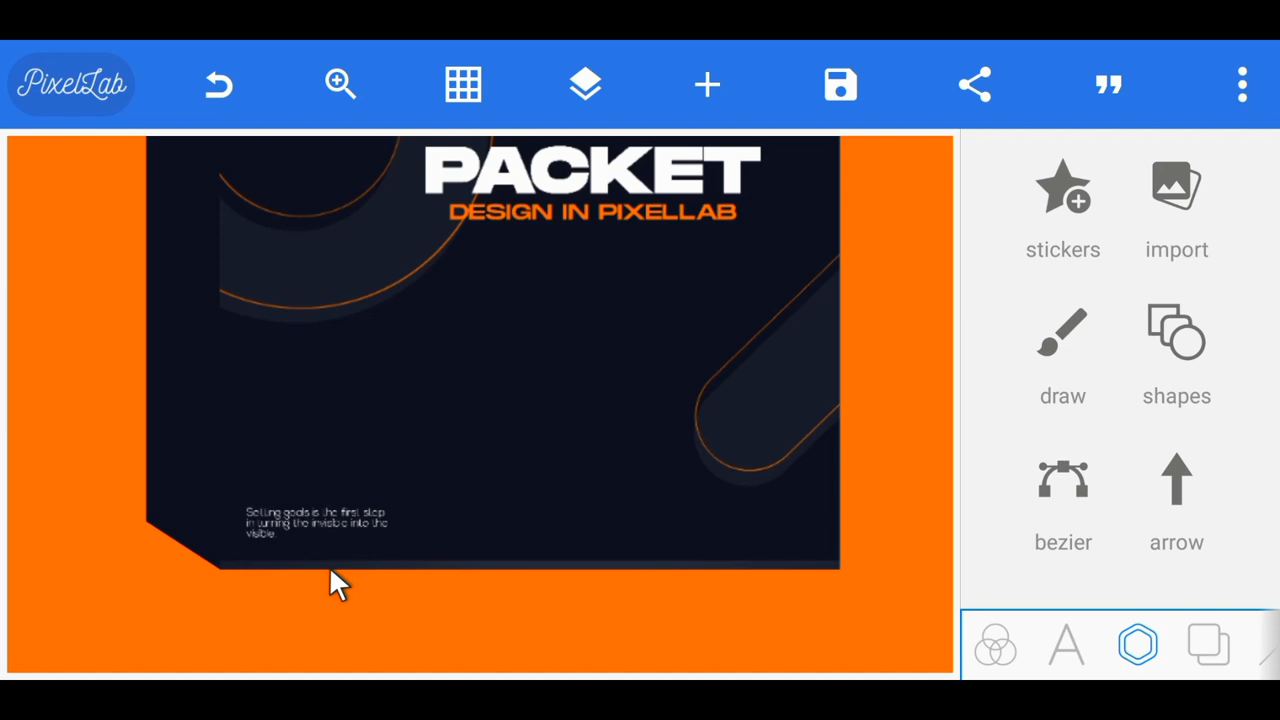 PixelLab
PACKET
DESIGN IN PIXELLAB
stickers
import
draw
shapes
bezier
arrow
Setting goals is the first step
in turning the invisible into the
visible.
A